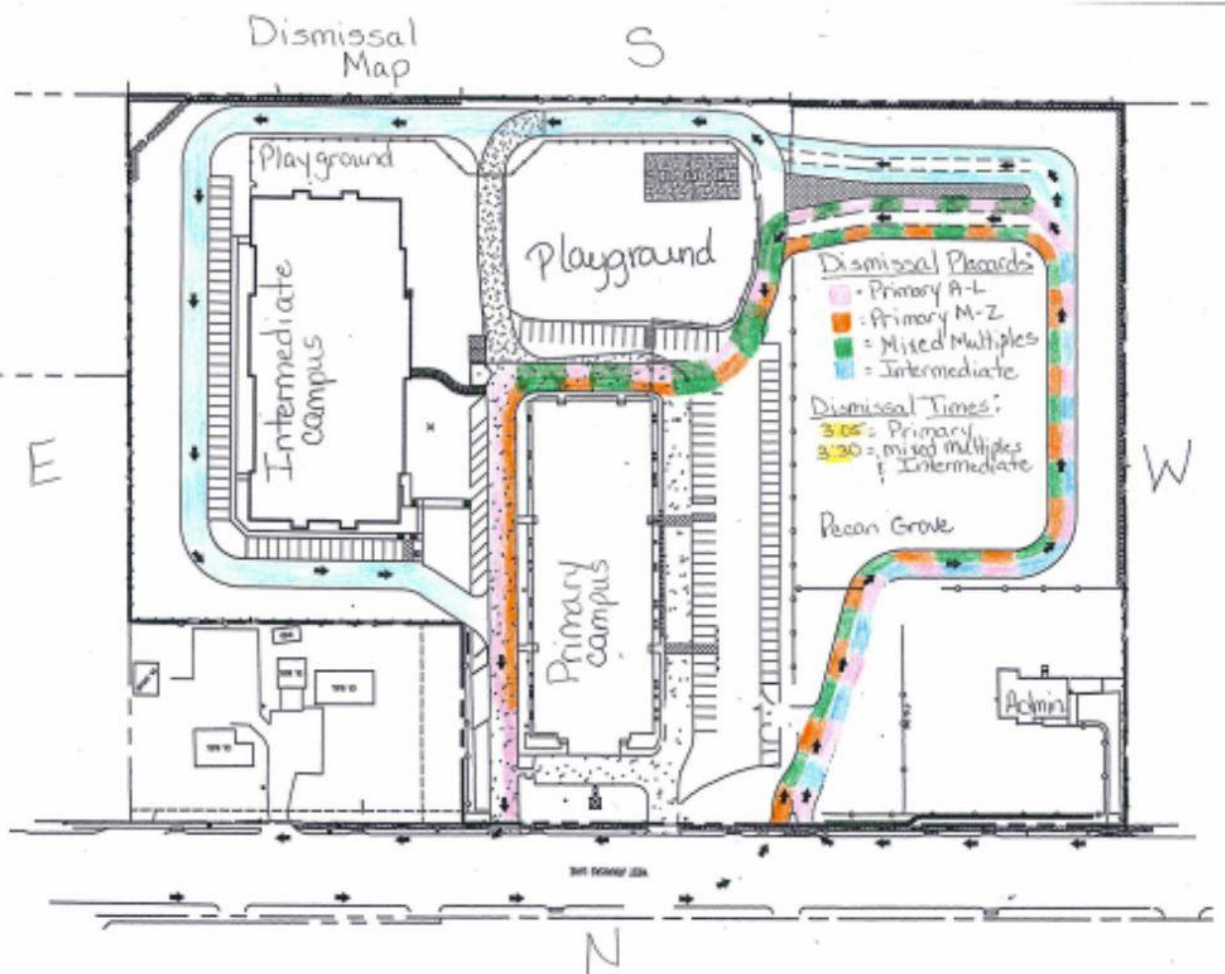 Dismissal
Map
S
Playground
Playground
Intermediate
campus
Dismissal Placards:
- Primary A-L
= Primary M-Z
= Mixed Multiples
= Intermediate
Dismissal Times:
3:05 = Primary
3:30 = mixed multiples
& Intermediate
E
W
Pecan Grove
Primary
campus
Admin
N